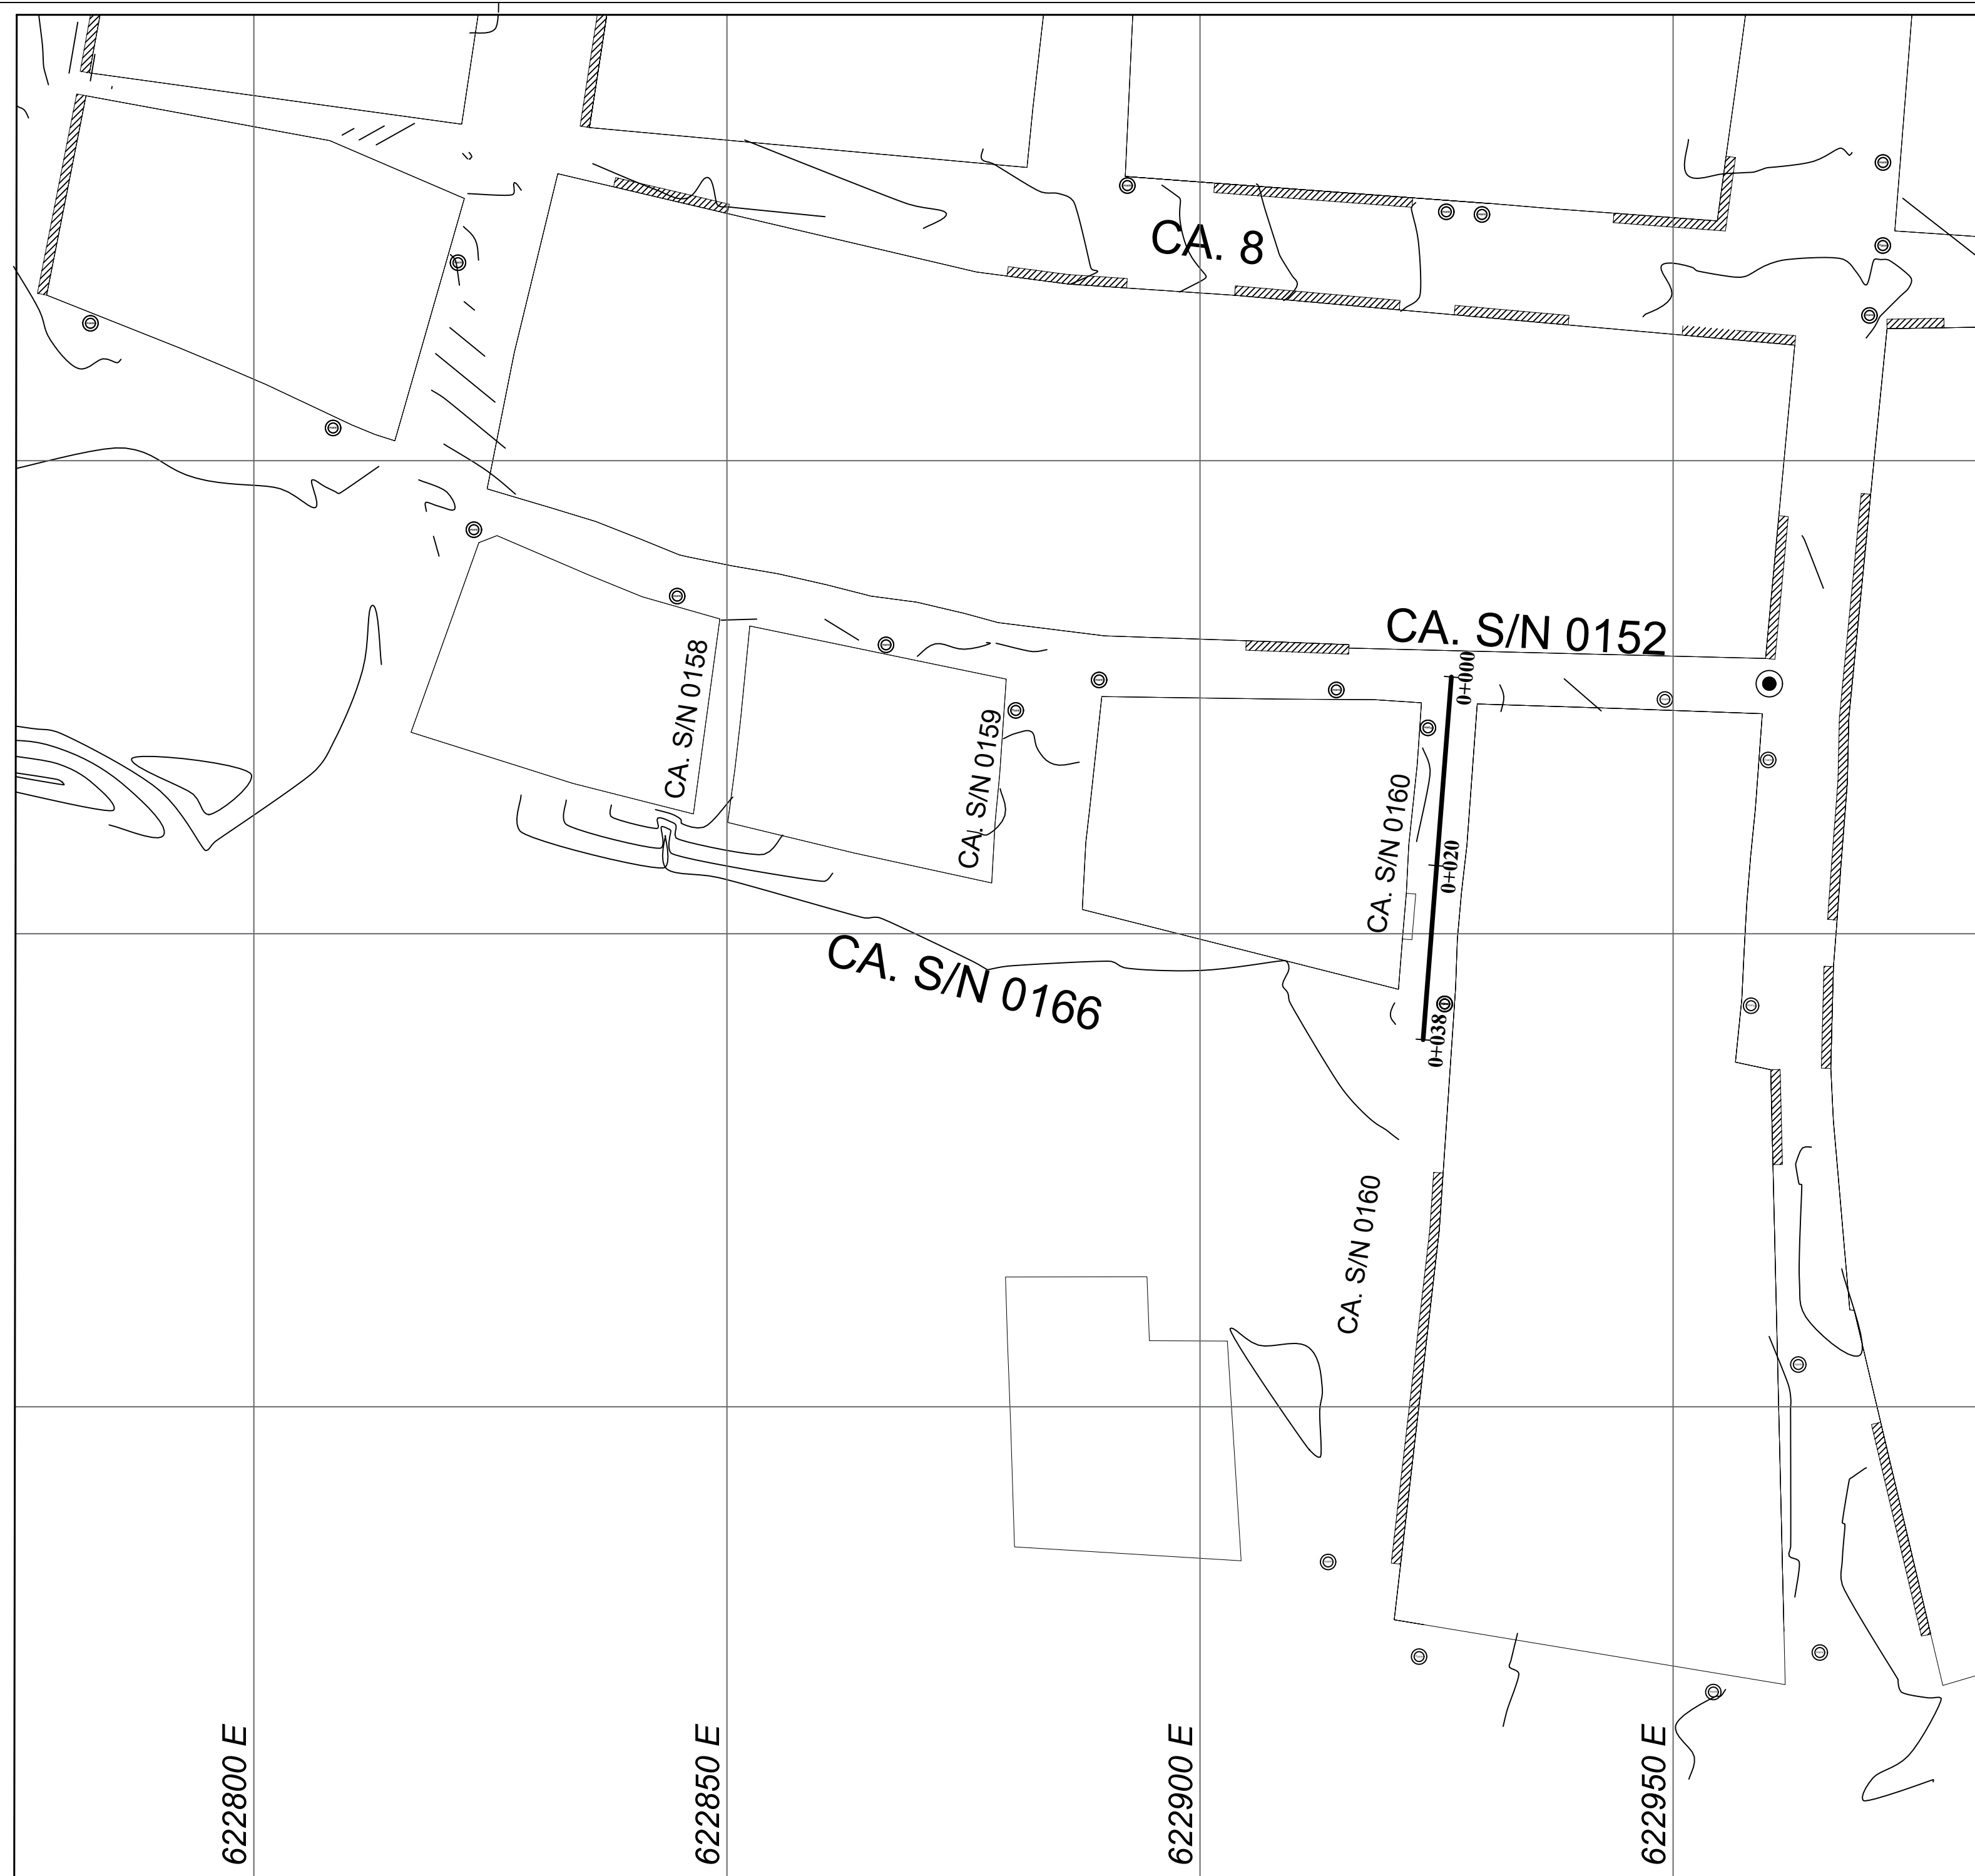 CA. 8
CA. S/N 0152
0+000
CA. S/N 0158
CA. S/N 0159
CA. S/N 0160
0+020
CA. S/N 0166
0+038
CA. S/N 0160
622800 E
622850 E
622900 E
622950 E